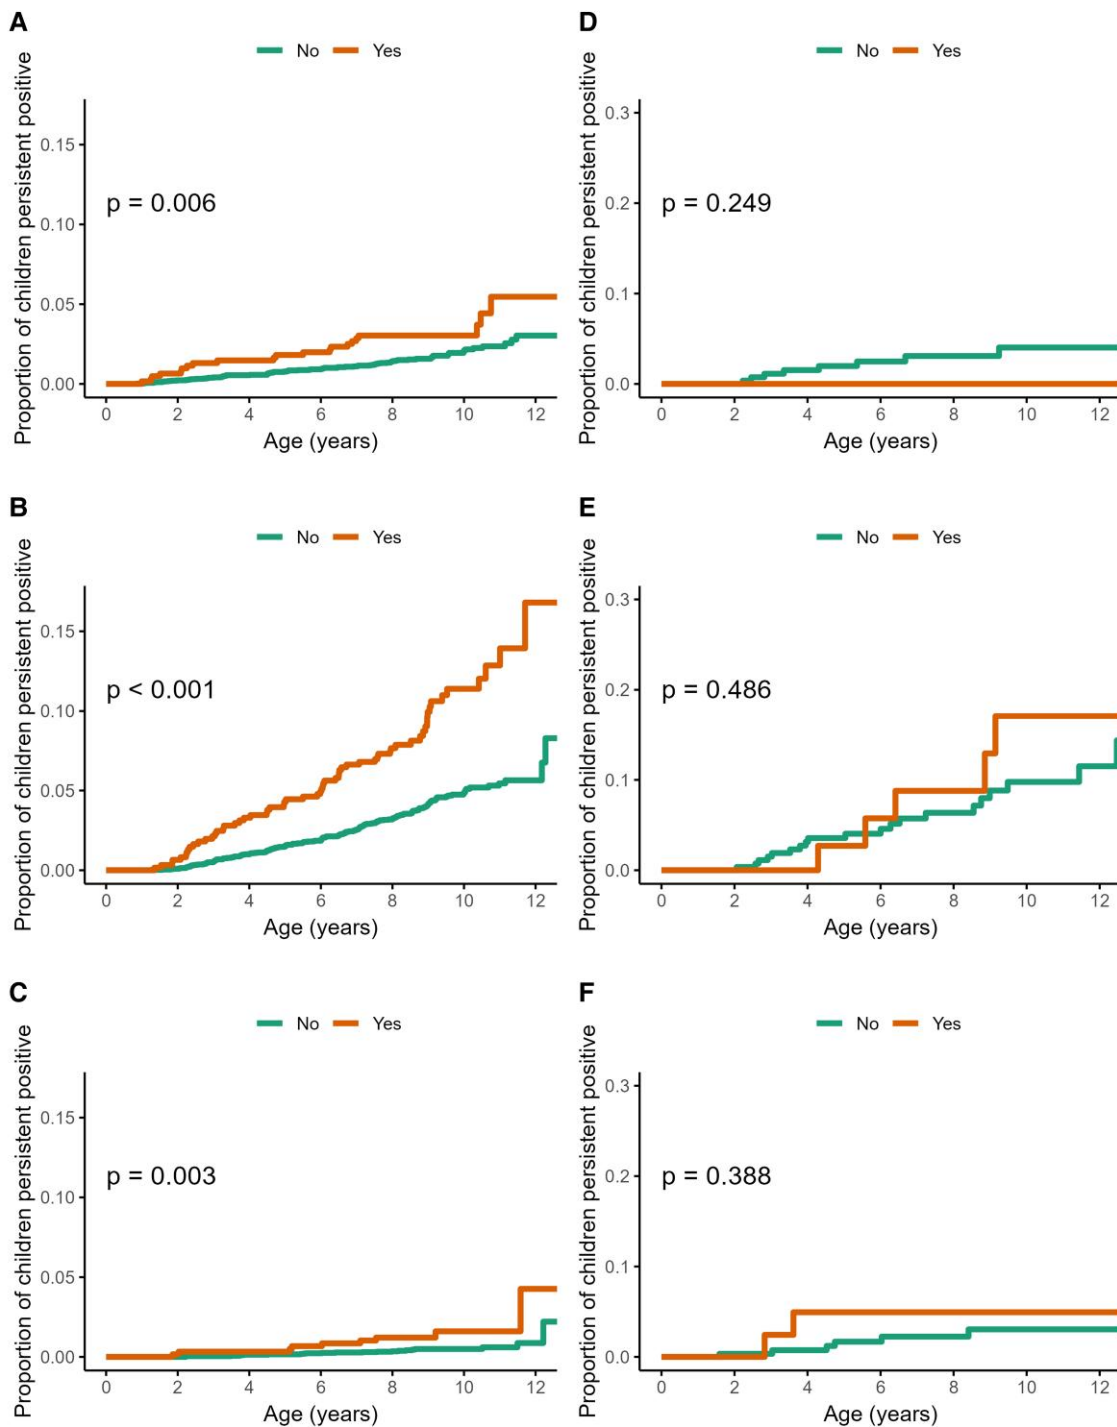 A
No Yes
Proportion of children persistent positive
0.15
0.10
0.05
0.00
p = 0.006
0 2 4 6 8 10 12
Age (years)
D
No Yes
Proportion of children persistent positive
0.3
0.2
0.1
0.0
p = 0.249
0 2 4 6 8 10 12
Age (years)
B
No Yes
Proportion of children persistent positive
0.15
0.10
0.05
0.00
p < 0.001
0 2 4 6 8 10 12
Age (years)
E
No Yes
Proportion of children persistent positive
0.3
0.2
0.1
0.0
p = 0.486
0 2 4 6 8 10 12
Age (years)
C
No Yes
Proportion of children persistent positive
0.15
0.10
0.05
0.00
p = 0.003
0 2 4 6 8 10 12
Age (years)
F
No Yes
Proportion of children persistent positive
0.3
0.2
0.1
0.0
p = 0.388
0 2 4 6 8 10 12
Age (years)